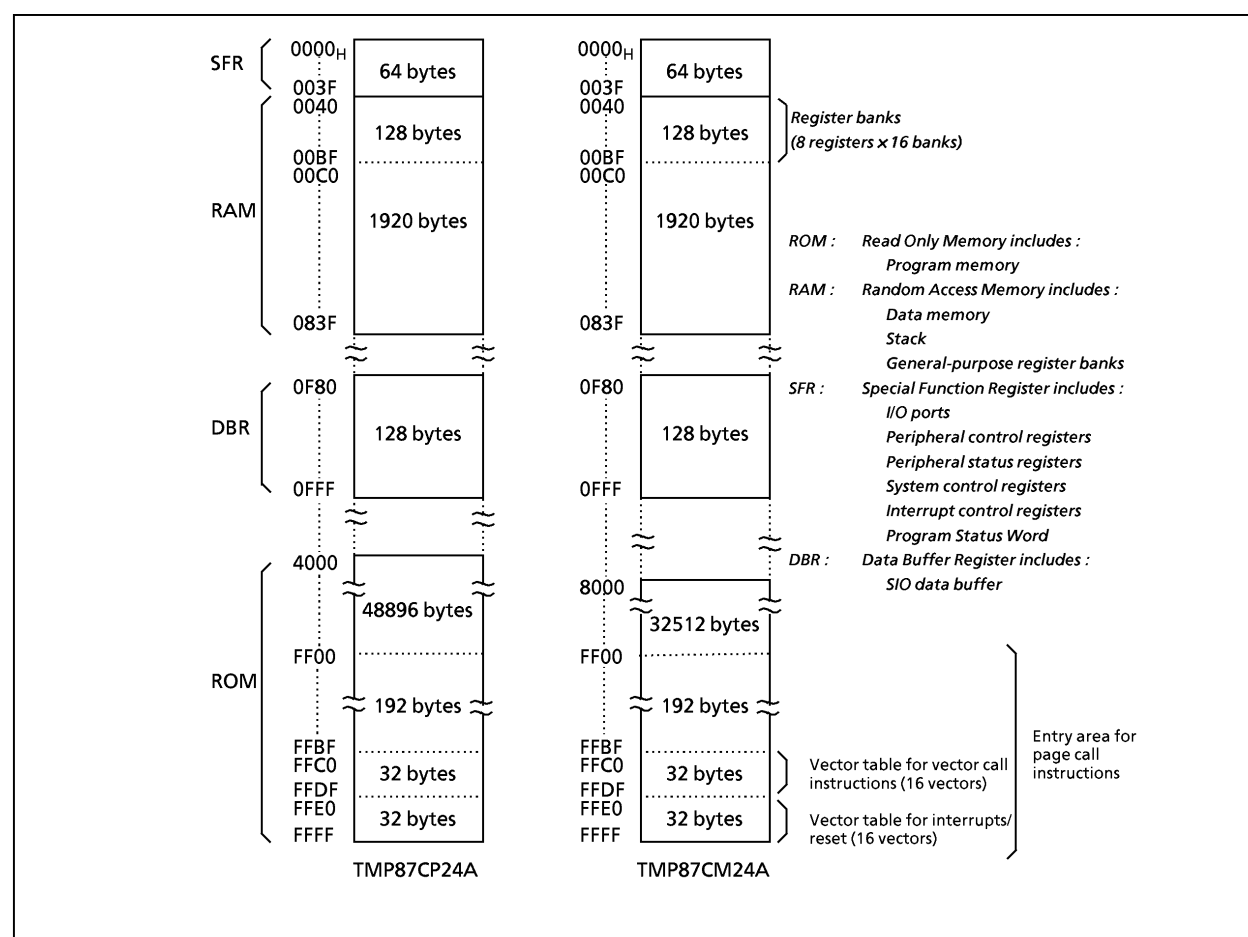 SFR
0000H
64 bytes
003F
0040
128 bytes
00BF
00C0
RAM
1920 bytes
083F
0F80
DBR
128 bytes
0FFF
4000
48896 bytes
FF00
ROM
192 bytes
FFBF
FFC0
32 bytes
FFDF
FFE0
32 bytes
FFFF
TMP87CP24A
0000H
64 bytes
003F
0040
128 bytes
00BF
00C0
1920 bytes
083F
0F80
128 bytes
0FFF
8000
32512 bytes
FF00
192 bytes
FFBF
FFC0
32 bytes
FFDF
FFE0
32 bytes
FFFF
TMP87CM24A
Register banks
(8 registers × 16 banks)
ROM : Read Only Memory includes :
Program memory
RAM : Random Access Memory includes :
Data memory
Stack
General-purpose register banks
SFR : Special Function Register includes :
I/O ports
Peripheral control registers
Peripheral status registers
System control registers
Interrupt control registers
Program Status Word
DBR : Data Buffer Register includes :
SIO data buffer
Vector table for vector call
instructions (16 vectors)
Vector table for interrupts/
reset (16 vectors)
Entry area for
page call
instructions